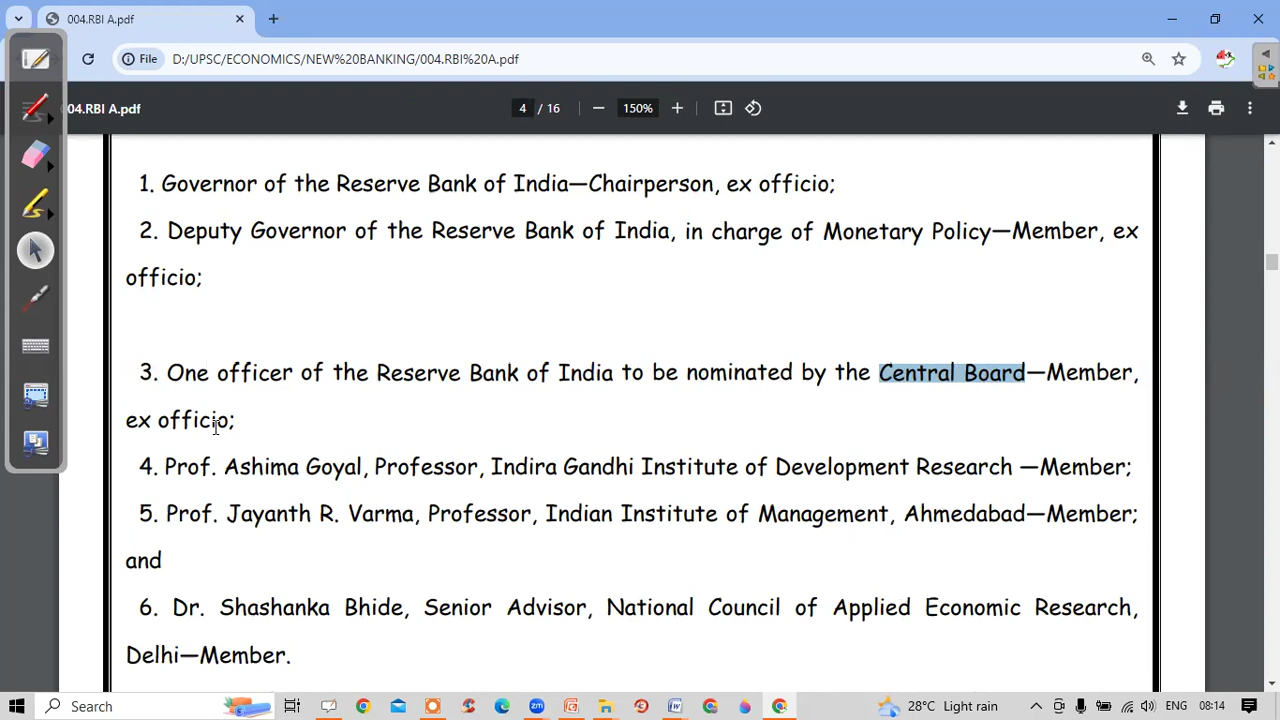 004.RBI A.pdf
File D:/UPSC/ECONOMICS/NEW%20BANKING/004.RBI%20A.pdf
004.RBI A.pdf 4 / 16 150%
1. Governor of the Reserve Bank of India—Chairperson, ex officio;
2. Deputy Governor of the Reserve Bank of India, in charge of Monetary Policy—Member, ex
officio;
3. One officer of the Reserve Bank of India to be nominated by the Central Board—Member,
ex officio;
4. Prof. Ashima Goyal, Professor, Indira Gandhi Institute of Development Research —Member;
5. Prof. Jayanth R. Varma, Professor, Indian Institute of Management, Ahmedabad—Member;
and
6. Dr. Shashanka Bhide, Senior Advisor, National Council of Applied Economic Research,
Delhi—Member.
Search 28°C Light rain ENG 08:14